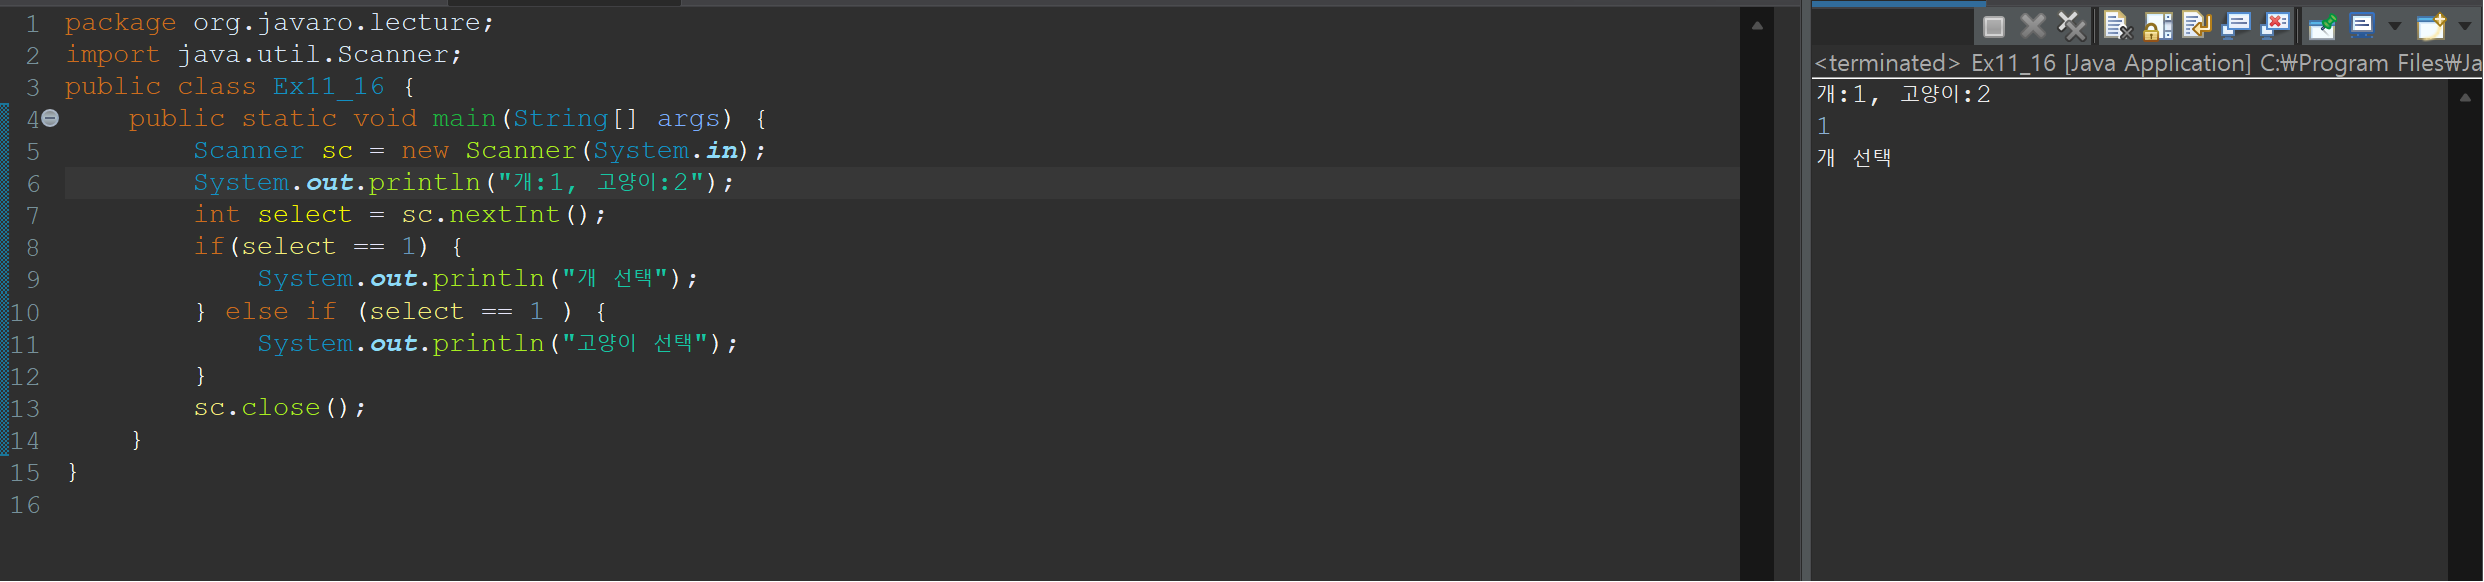 1 package org.javaro.lecture;
2 import java.util.Scanner;
3 public class Ex11_16 {
4 public static void main(String[] args) {
5 Scanner sc = new Scanner(System.in);
6 System.out.println("개:1, 고양이:2");
7 int select = sc.nextInt();
8 if(select == 1) {
9 System.out.println("개 선택");
10 } else if (select == 1 ) {
11 System.out.println("고양이 선택");
12 }
13 sc.close();
14 }
15 }
16
<terminated> Ex11_16 [Java Application] C:₩Program Files₩Ja
개:1, 고양이:2
1
개 선택